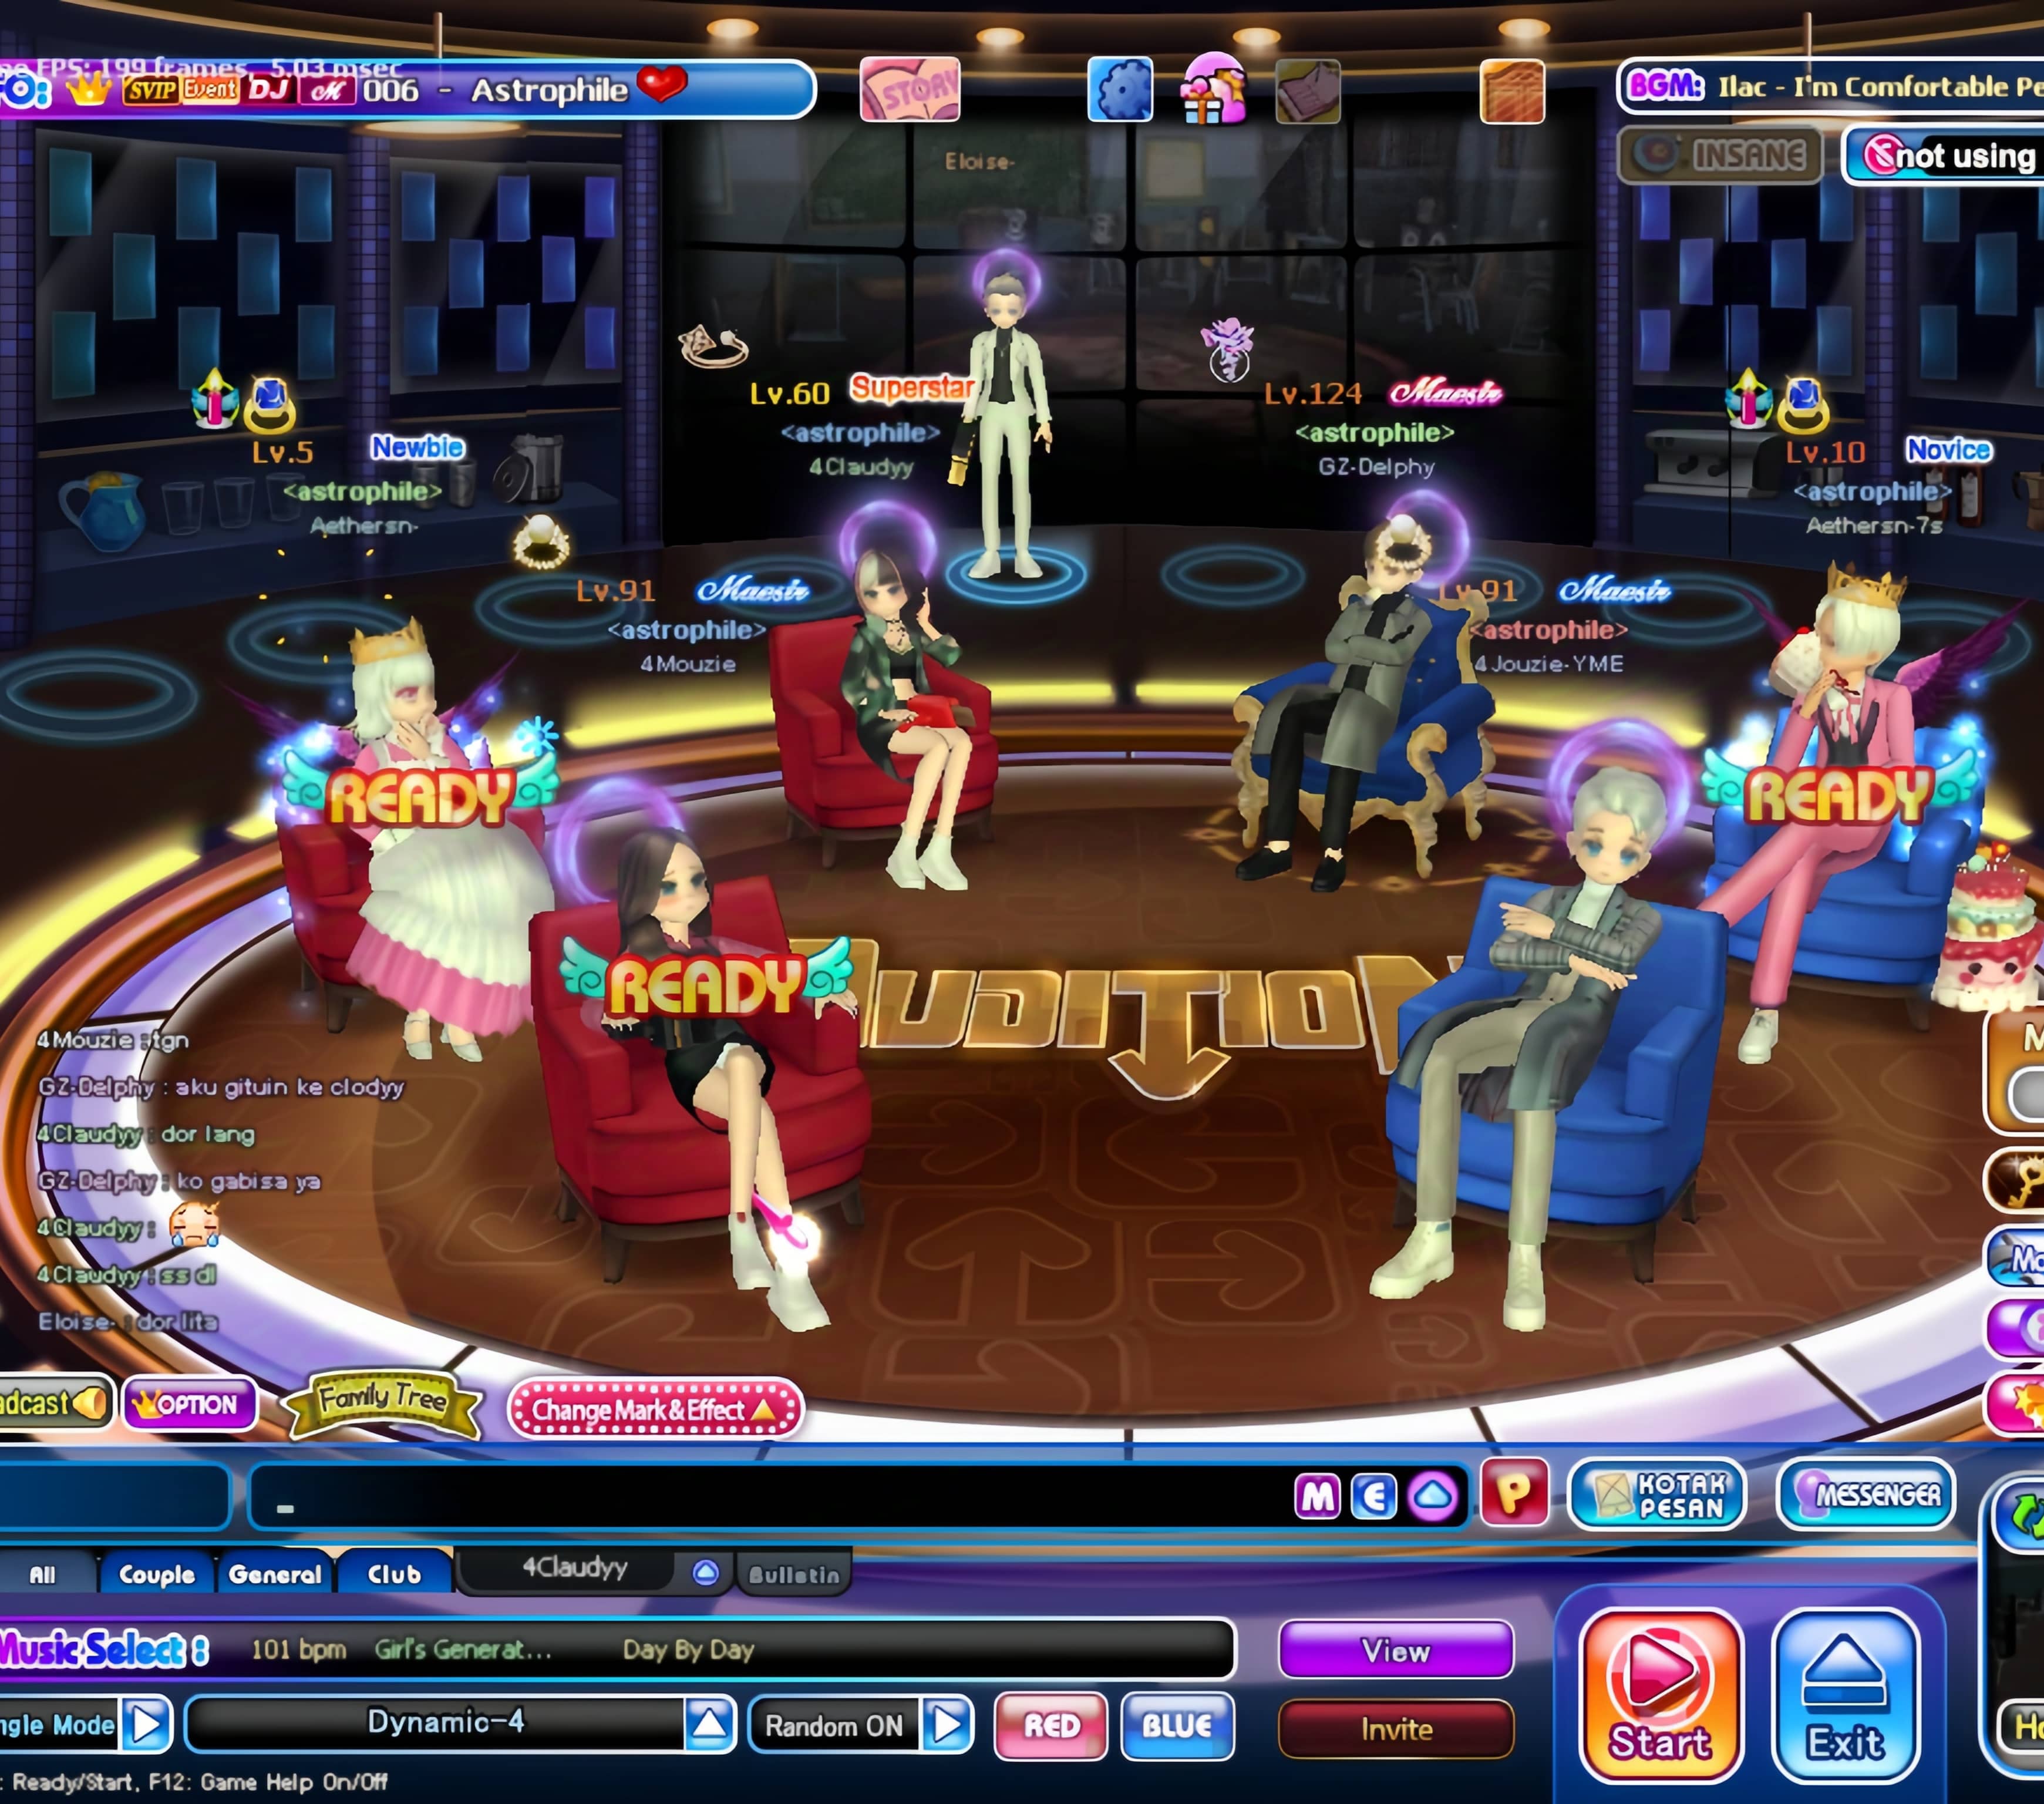 FPS: 199 frames, 5.03 msec
SVIP Event DJ M 006 - Astrophile
STORY
BGM: Ilac - I'm Comfortable Pe
INSANE
not using
Eloise-
Lv.60 Superstar
<astrophile>
4Claudyy
Lv.124 Maestr
<astrophile>
GZ-Delphy
Lv.5 Newbie
<astrophile>
Aethersn-
Lv.10 Novice
<astrophile>
Aethersn-7s
Lv.91 Maestr
<astrophile>
4Mouzie
Lv.91 Maestr
<astrophile>
4Jouzie-YME
READY
READY
READY
AUDITION
4Mouzie : tgn
GZ-Delphy : aku gituin ke clodyy
4Claudyy : dor lang
GZ-Delphy : ko gabisa ya
4Claudyy :
4Claudyy : ss dl
Eloise- : dor lita
adcast
OPTION
Family Tree
Change Mark & Effect
M E P
KOTAK PESAN
MESSENGER
All Couple General Club 4Claudyy Bulletin
Music Select : 101 bpm Girl's Generat... Day By Day
View
ngle Mode Dynamic-4 Random ON RED BLUE Invite
Start Exit
: Ready/Start, F12: Game Help On/Off